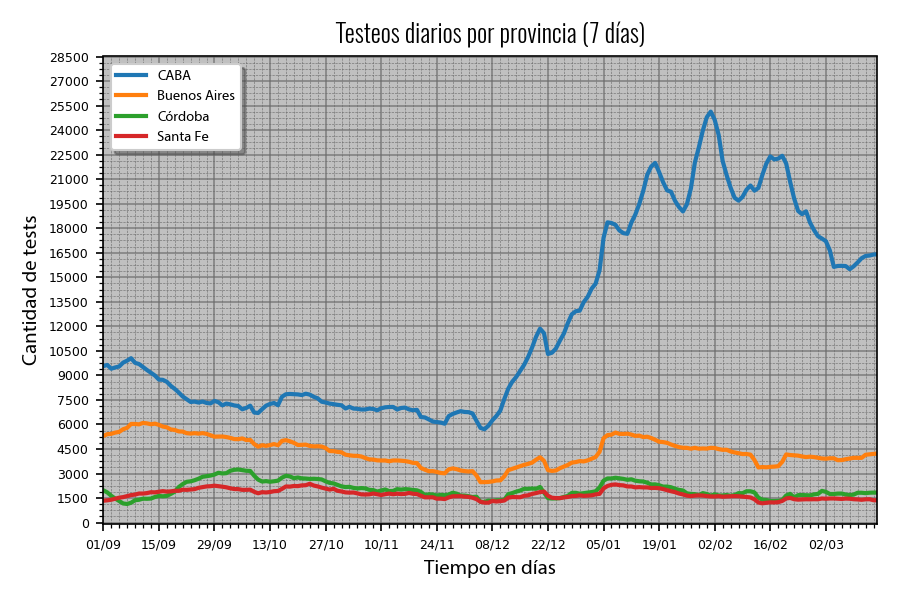 Testeos diarios por provincia (7 días)
CABA
Buenos Aires
Córdoba
Santa Fe
Cantidad de tests
28500
27000
25500
24000
22500
21000
19500
18000
16500
15000
13500
12000
10500
9000
7500
6000
4500
3000
1500
0
01/09 15/09 29/09 13/10 27/10 10/11 24/11 08/12 22/12 05/01 19/01 02/02 16/02 02/03
Tiempo en días